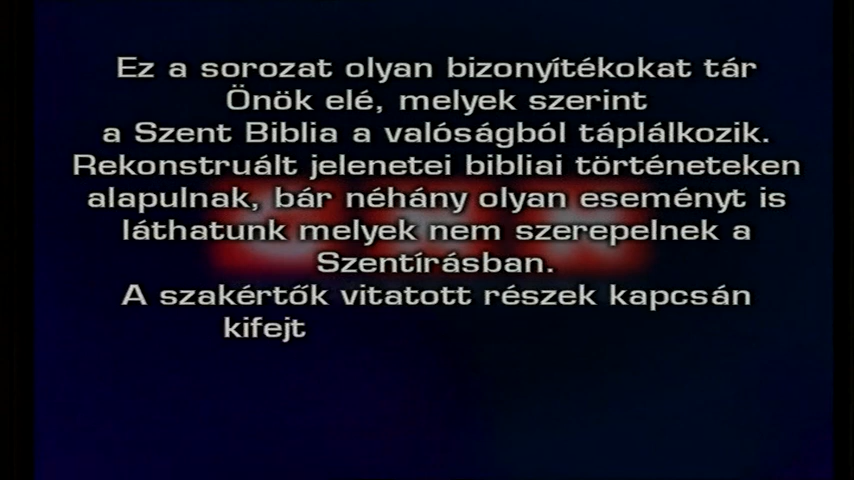 Ez a sorozat olyan bizonyítékokat tár
Önök elé, melyek szerint
a Szent Biblia a valóságból táplálkozik.
Rekonstruált jelenetei bibliai történeteken
alapulnak, bár néhány olyan eseményt is
láthatunk melyek nem szerepelnek a
Szentírásban.
A szakértők vitatott részek kapcsán
kifejt